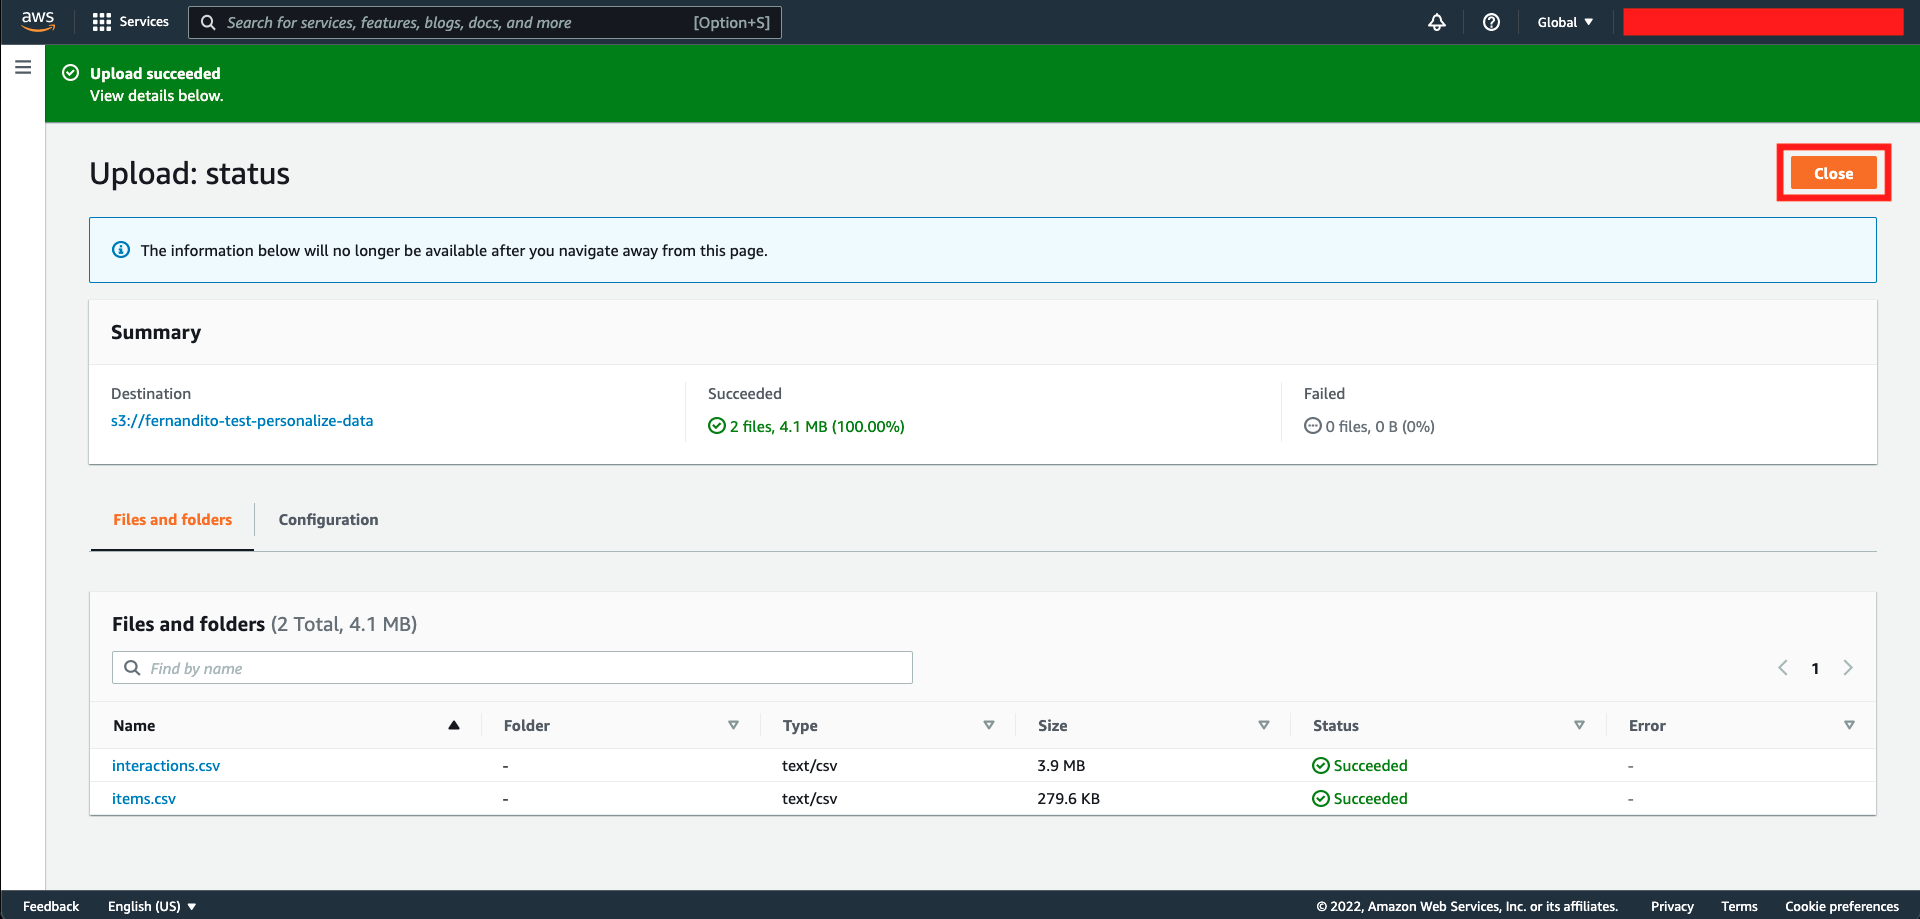 aws Services Search for services, features, blogs, docs, and more [Option+S] Global
Upload succeeded
View details below.
Upload: status
Close
The information below will no longer be available after you navigate away from this page.
Summary
Destination Succeeded Failed
s3://fernandito-test-personalize-data 2 files, 4.1 MB (100.00%) 0 files, 0 B (0%)
Files and folders Configuration
Files and folders (2 Total, 4.1 MB)
Find by name 1
Name Folder Type Size Status Error
interactions.csv - text/csv 3.9 MB Succeeded -
items.csv - text/csv 279.6 KB Succeeded -
Feedback English (US) © 2022, Amazon Web Services, Inc. or its affiliates. Privacy Terms Cookie preferences